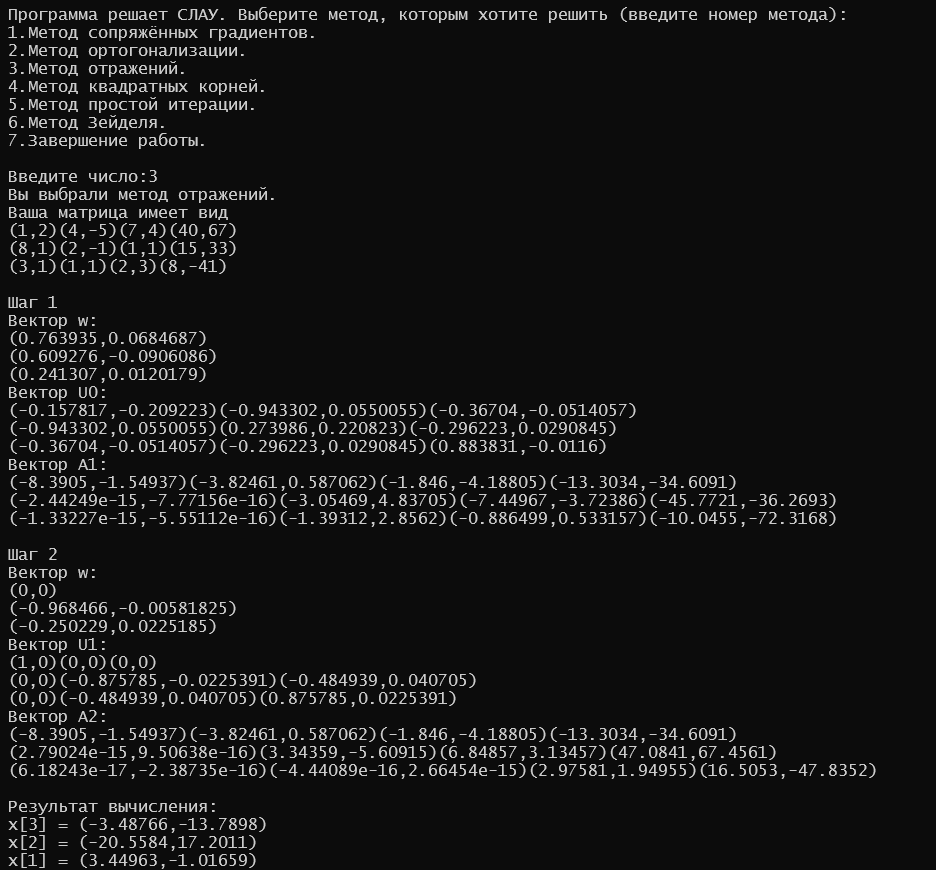 Программа решает СЛАУ. Выберите метод, которым хотите решить (введите номер метода):
1.Метод сопряжённых градиентов.
2.Метод ортогонализации.
3.Метод отражений.
4.Метод квадратных корней.
5.Метод простой итерации.
6.Метод Зейделя.
7.Завершение работы.
Введите число:3
Вы выбрали метод отражений.
Ваша матрица имеет вид
(1,2)(4,-5)(7,4)(40,67)
(8,1)(2,-1)(1,1)(15,33)
(3,1)(1,1)(2,3)(8,-41)
Шаг 1
Вектор w:
(0.763935,0.0684687)
(0.609276,-0.0906086)
(0.241307,0.0120179)
Вектор U0:
(-0.157817,-0.209223)(-0.943302,0.0550055)(-0.36704,-0.0514057)
(-0.943302,0.0550055)(0.273986,0.220823)(-0.296223,0.0290845)
(-0.36704,-0.0514057)(-0.296223,0.0290845)(0.883831,-0.0116)
Вектор A1:
(-8.3905,-1.54937)(-3.82461,0.587062)(-1.846,-4.18805)(-13.3034,-34.6091)
(-2.44249e-15,-7.77156e-16)(-3.05469,4.83705)(-7.44967,-3.72386)(-45.7721,-36.2693)
(-1.33227e-15,-5.55112e-16)(-1.39312,2.8562)(-0.886499,0.533157)(-10.0455,-72.3168)
Шаг 2
Вектор w:
(0,0)
(-0.968466,-0.00581825)
(-0.250229,0.0225185)
Вектор U1:
(1,0)(0,0)(0,0)
(0,0)(-0.875785,-0.0225391)(-0.484939,0.040705)
(0,0)(-0.484939,0.040705)(0.875785,0.0225391)
Вектор A2:
(-8.3905,-1.54937)(-3.82461,0.587062)(-1.846,-4.18805)(-13.3034,-34.6091)
(2.79024e-15,9.50638e-16)(3.34359,-5.60915)(6.84857,3.13457)(47.0841,67.4561)
(6.18243e-17,-2.38735e-16)(-4.44089e-16,2.66454e-15)(2.97581,1.94955)(16.5053,-47.8352)
Результат вычисления:
x[3] = (-3.48766,-13.7898)
x[2] = (-20.5584,17.2011)
x[1] = (3.44963,-1.01659)